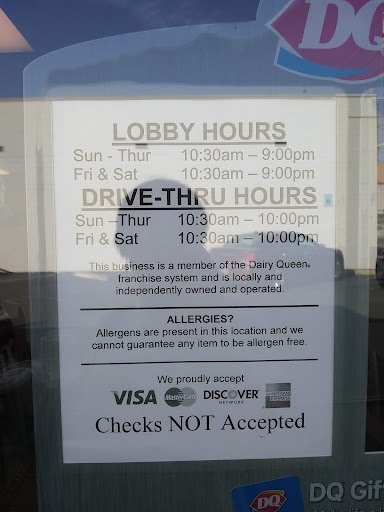 DQ
LOBBY HOURS
Sun - Thur 10:30am – 9:00pm
Fri & Sat 10:30am – 9:00pm
DRIVE-THRU HOURS
Sun –Thur 10:30am – 10:00pm
Fri & Sat 10:30am – 10:00pm
This business is a member of the Dairy Queen
franchise system and is locally and
independently owned and operated.
ALLERGIES?
Allergens are present in this location and we
cannot guarantee any item to be allergen free.
We proudly accept
VISA MasterCard DISCOVER AMERICAN EXPRESS
NETWORK
Checks NOT Accepted
DQ DQ Gif